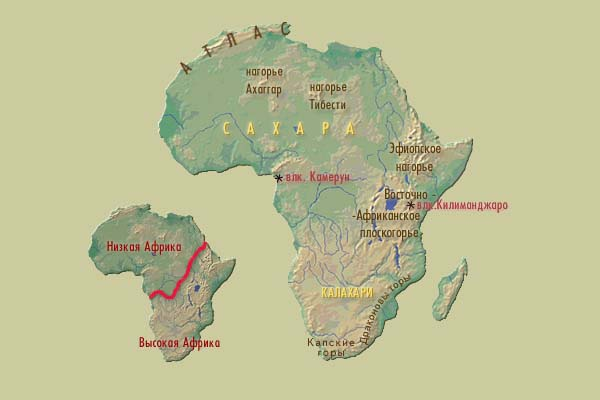 АТЛАС
нагорье
Ахаггар
нагорье
Тибести
САХАРА
Эфиопское
нагорье
влк. Камерун
Восточно
влк.Килиманджаро
-Африканское
плоскогорье
Низкая Африка
КАЛАХАРИ
Драконовы горы
Капские
горы
Высокая Африка